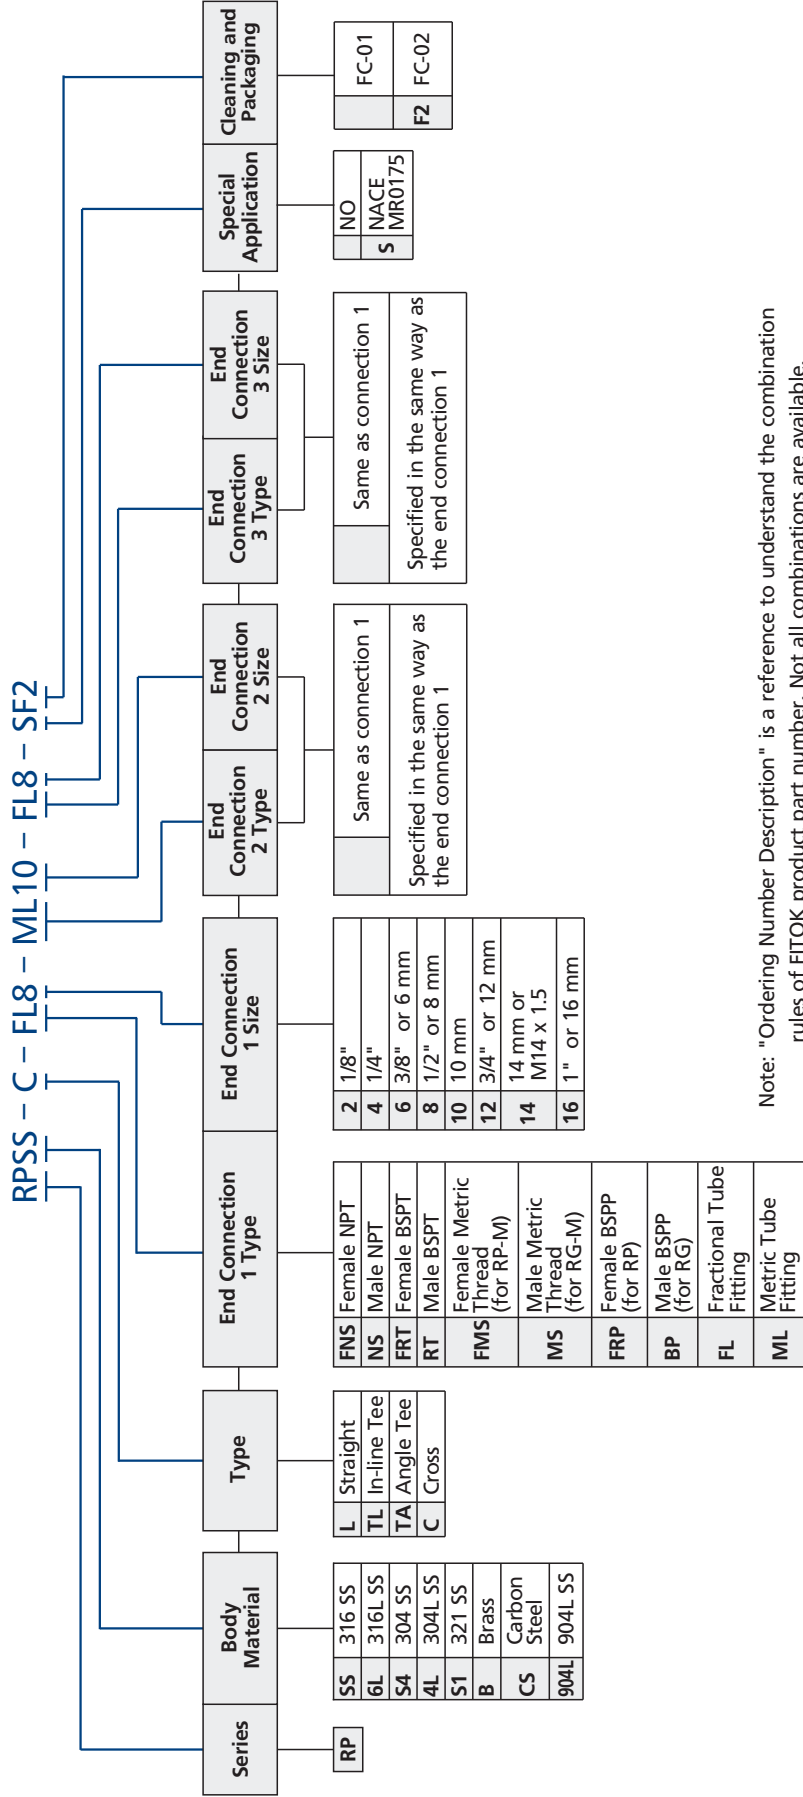 RPSS – C – FL8 – ML10 – FL8 – SF2
Series
RP
Body
Material
SS 316 SS
6L 316L SS
S4 304 SS
4L 304L SS
S1 321 SS
B Brass
CS Carbon
Steel
904L 904L SS
Type
L Straight
TL In-line Tee
TA Angle Tee
C Cross
End Connection
1 Type
FNS Female NPT
NS Male NPT
FRT Female BSPT
RT Male BSPT
FMS Female Metric
Thread
(for RP-M)
MS Male Metric
Thread
(for RG-M)
FRP Female BSPP
(for RP)
BP Male BSPP
(for RG)
FL Fractional Tube
Fitting
ML Metric Tube
Fitting
End Connection
1 Size
2 1/8"
4 1/4"
6 3/8" or 6 mm
8 1/2" or 8 mm
10 10 mm
12 3/4" or 12 mm
14 14 mm or
M14 x 1.5
16 1" or 16 mm
End
Connection
2 Type
End
Connection
2 Size
Same as connection 1
Specified in the same way as
the end connection 1
End
Connection
3 Type
End
Connection
3 Size
Same as connection 1
Specified in the same way as
the end connection 1
Special
Application
NO
S NACE
MR0175
Cleaning and
Packaging
FC-01
F2 FC-02
Note: "Ordering Number Description" is a reference to understand the combination
rules of FITOK product part number. Not all combinations are available.